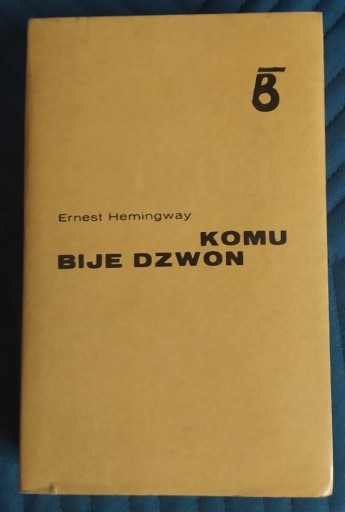 B
Ernest Hemingway
KOMU
BIJE DZWON